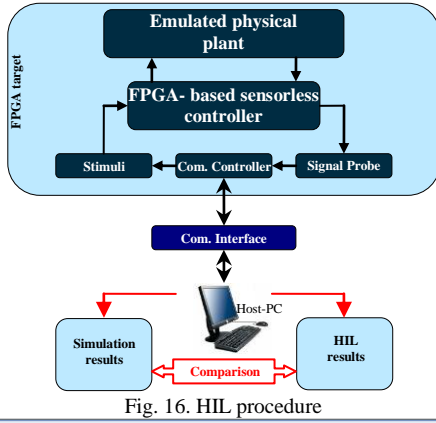 Emulated physical
plant
FPGA target
FPGA- based sensorless
controller
Stimuli
Com. Controller
Signal Probe
Com. Interface
Host-PC
Simulation
results
Comparison
HIL
results
Fig. 16. HIL procedure